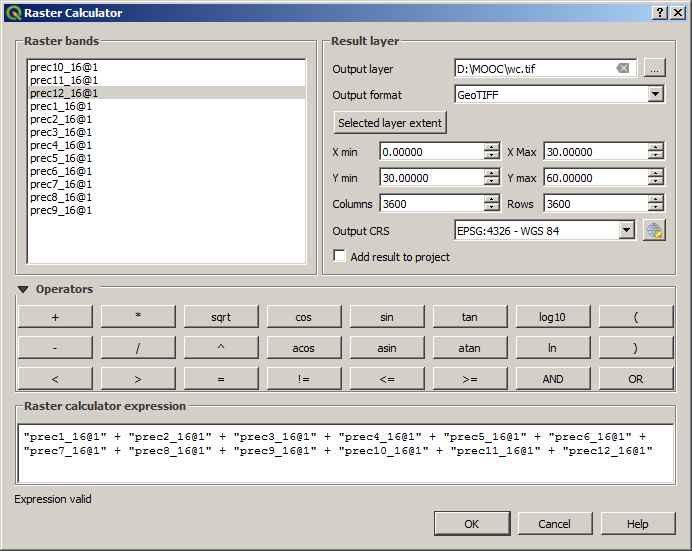 Raster Calculator
Raster bands
prec10_16@1
prec11_16@1
prec12_16@1
prec1_16@1
prec2_16@1
prec3_16@1
prec4_16@1
prec5_16@1
prec6_16@1
prec7_16@1
prec8_16@1
prec9_16@1
Result layer
Output layer D:\MOOC\wc.tif ...
Output format GeoTIFF
Selected layer extent
X min 0.00000 X Max 30.00000
Y min 30.00000 Y max 60.00000
Columns 3600 Rows 3600
Output CRS EPSG:4326 - WGS 84
Add result to project
Operators
+ * sqrt cos sin tan log10 (
- / ^ acos asin atan ln )
< > = != <= >= AND OR
Raster calculator expression
"prec1_16@1" + "prec2_16@1" + "prec3_16@1" + "prec4_16@1" + "prec5_16@1" + "prec6_16@1" +
"prec7_16@1" + "prec8_16@1" + "prec9_16@1" + "prec10_16@1" + "prec11_16@1" + "prec12_16@1"
Expression valid
OK Cancel Help